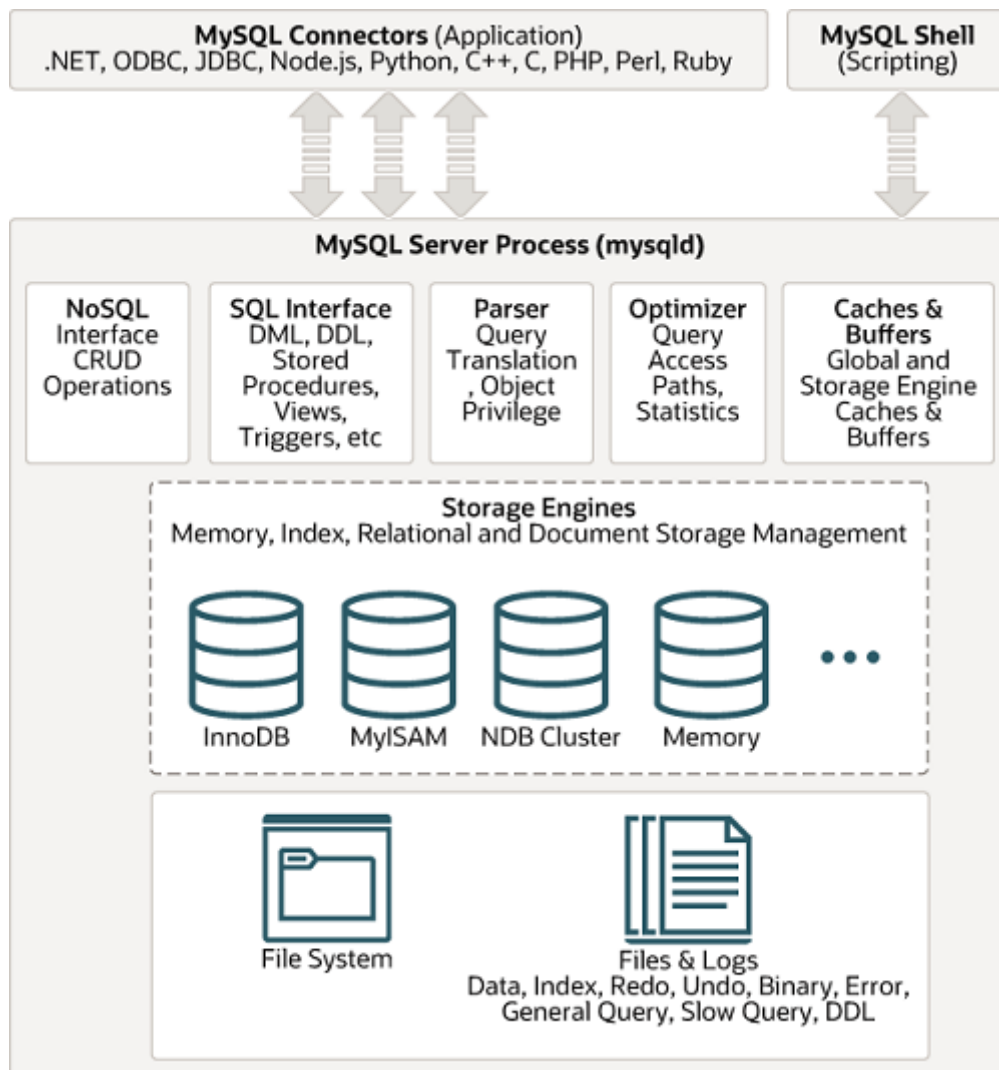 MySQL Connectors (Application)
.NET, ODBC, JDBC, Node.js, Python, C++, C, PHP, Perl, Ruby
MySQL Shell
(Scripting)
MySQL Server Process (mysqld)
NoSQL
Interface
CRUD
Operations
SQL Interface
DML, DDL,
Stored
Procedures,
Views,
Triggers, etc
Parser
Query
Translation
, Object
Privilege
Optimizer
Query
Access
Paths,
Statistics
Caches &
Buffers
Global and
Storage Engine
Caches &
Buffers
Storage Engines
Memory, Index, Relational and Document Storage Management
InnoDB
MyISAM
NDB Cluster
Memory
File System
Files & Logs
Data, Index, Redo, Undo, Binary, Error,
General Query, Slow Query, DDL